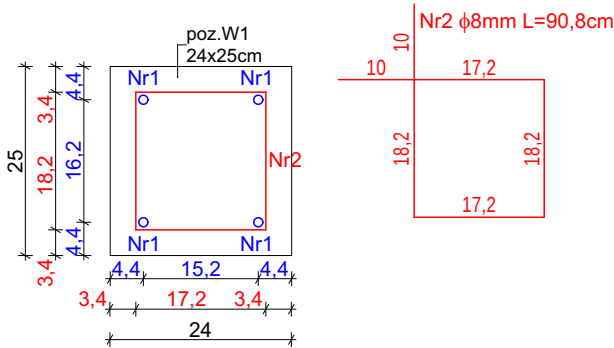 poz.W1
24x25cm
Nr1 Nr1
Nr2
Nr1 Nr1
25
3,4 18,2 3,4
4,4 16,2 4,4
4,4 15,2 4,4
3,4 17,2 3,4
24
Nr2 ϕ8mm L=90,8cm
10
10 17,2
18,2 18,2
17,2